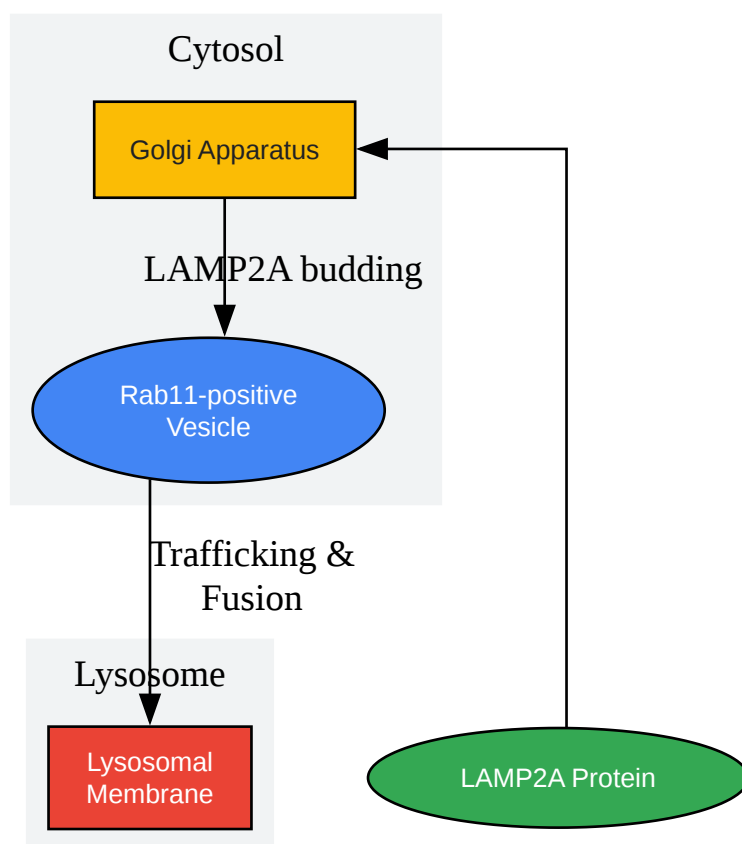 Cytosol
Golgi Apparatus
LAMP2A budding
Rab11-positive
Vesicle
Trafficking &
Fusion
Lysosome
Lysosomal
Membrane
LAMP2A Protein